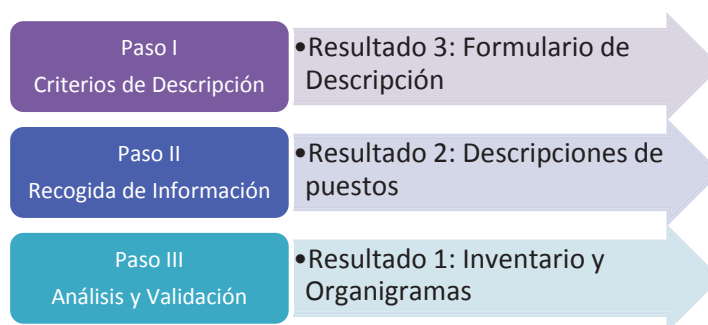 Paso I
Criterios de Descripción
•Resultado 3: Formulario de
Descripción
Paso II
Recogida de Información
•Resultado 2: Descripciones de
puestos
Paso III
Análisis y Validación
•Resultado 1: Inventario y
Organigramas